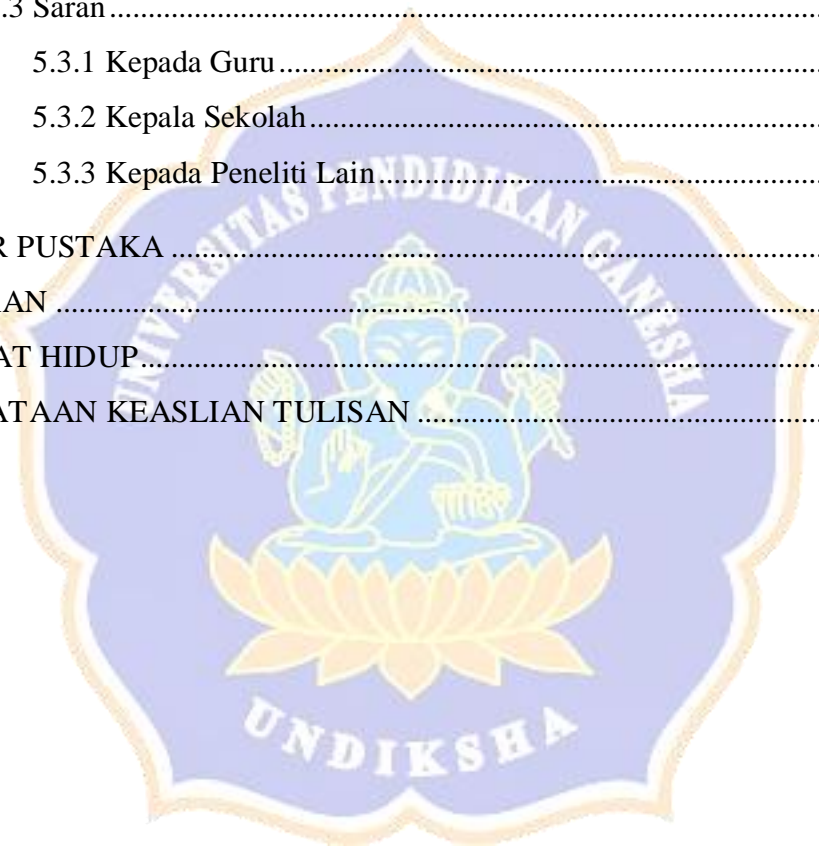 .3 Saran
5.3.1 Kepada Guru
5.3.2 Kepala Sekolah
5.3.3 Kepada Peneliti Lain
R PUSTAKA
AN
AT HIDUP
ATAAN KEASLIAN TULISAN
UNIVERSITAS PENDIDIKAN GANESHA
UNDIKSHA